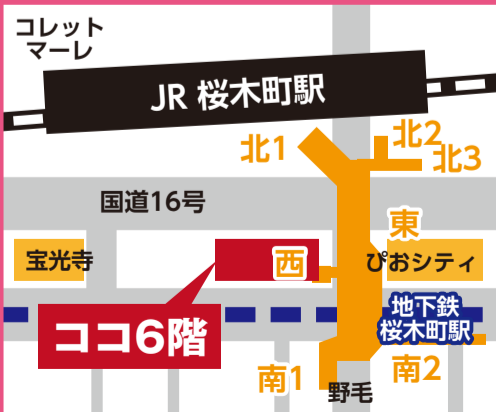 コレット
マーレ
JR 桜木町駅
北1
北2
北3
国道16号
東
宝光寺
西
ぴおシティ
地下鉄
桜木町駅
ココ6階
南1
南2
野毛